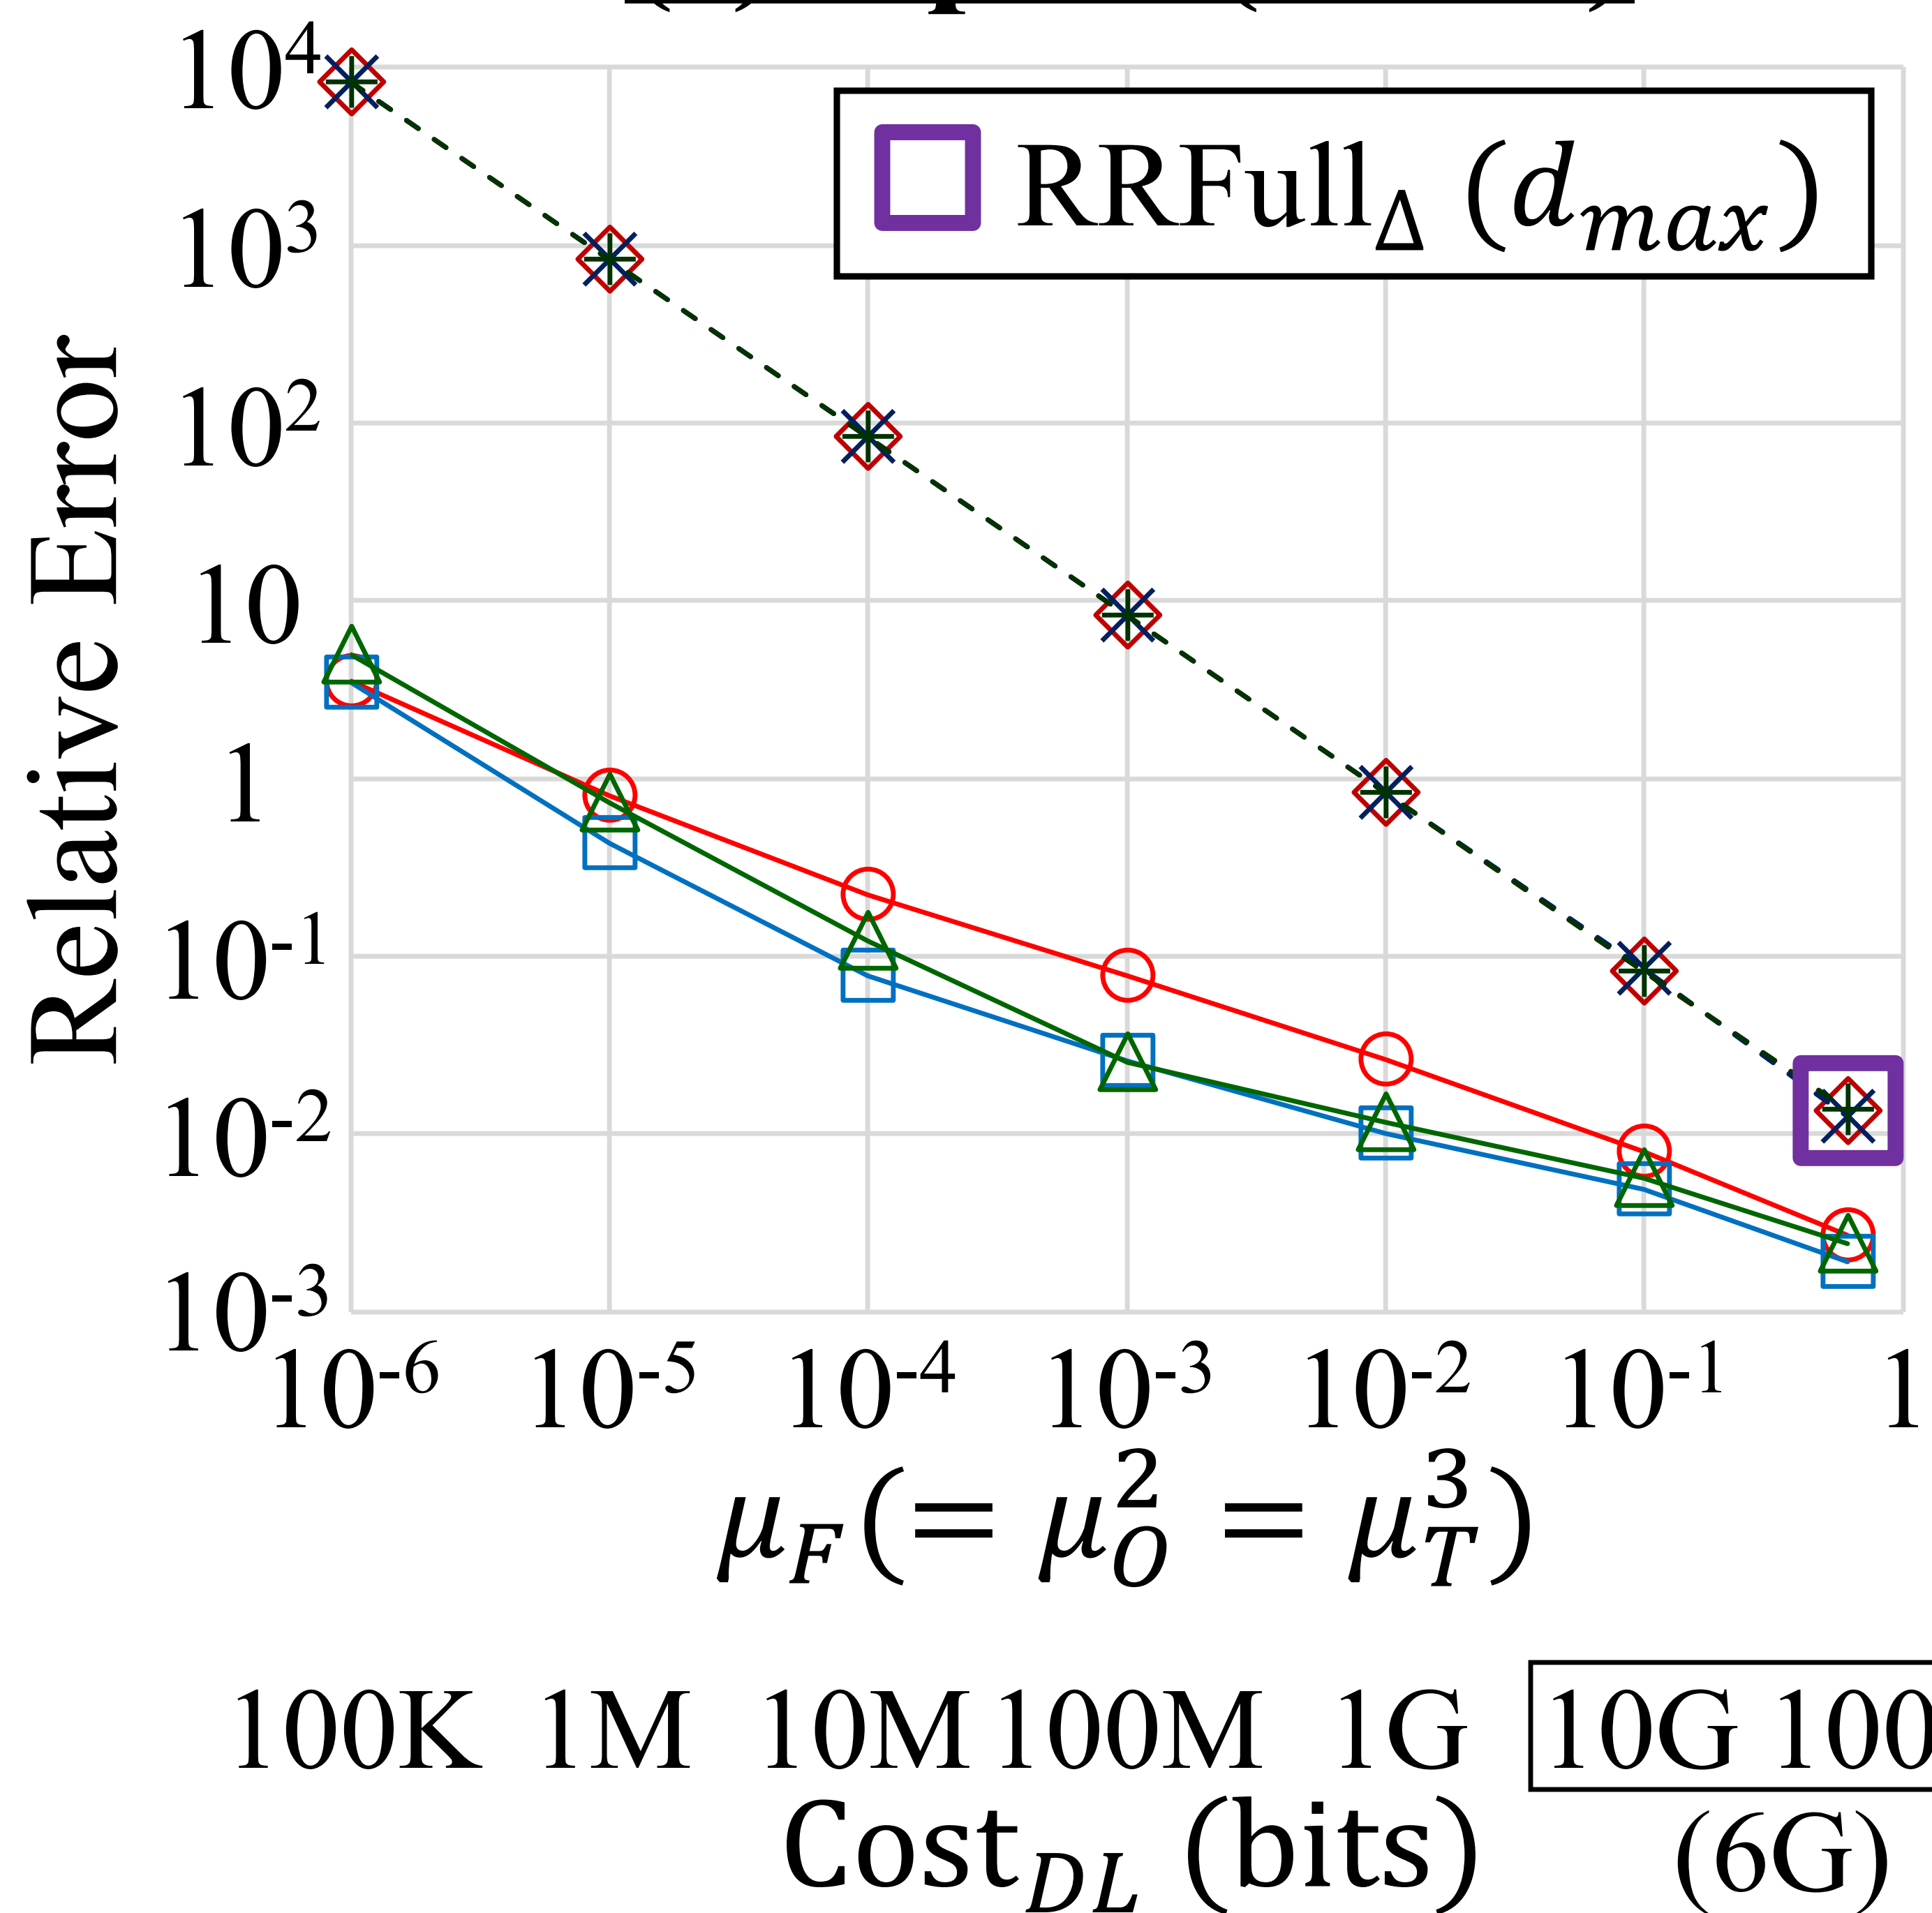 10^4
RRFull_Δ (d_max)
10^3
10^2
10
1
10^-1
10^-2
10^-3
Relative Error
10^-6 10^-5 10^-4 10^-3 10^-2 10^-1 1
μ_F(= μ_O^2 = μ_T^3)
100K 1M 10M 100M 1G 10G 100
Cost_DL (bits) (6G)